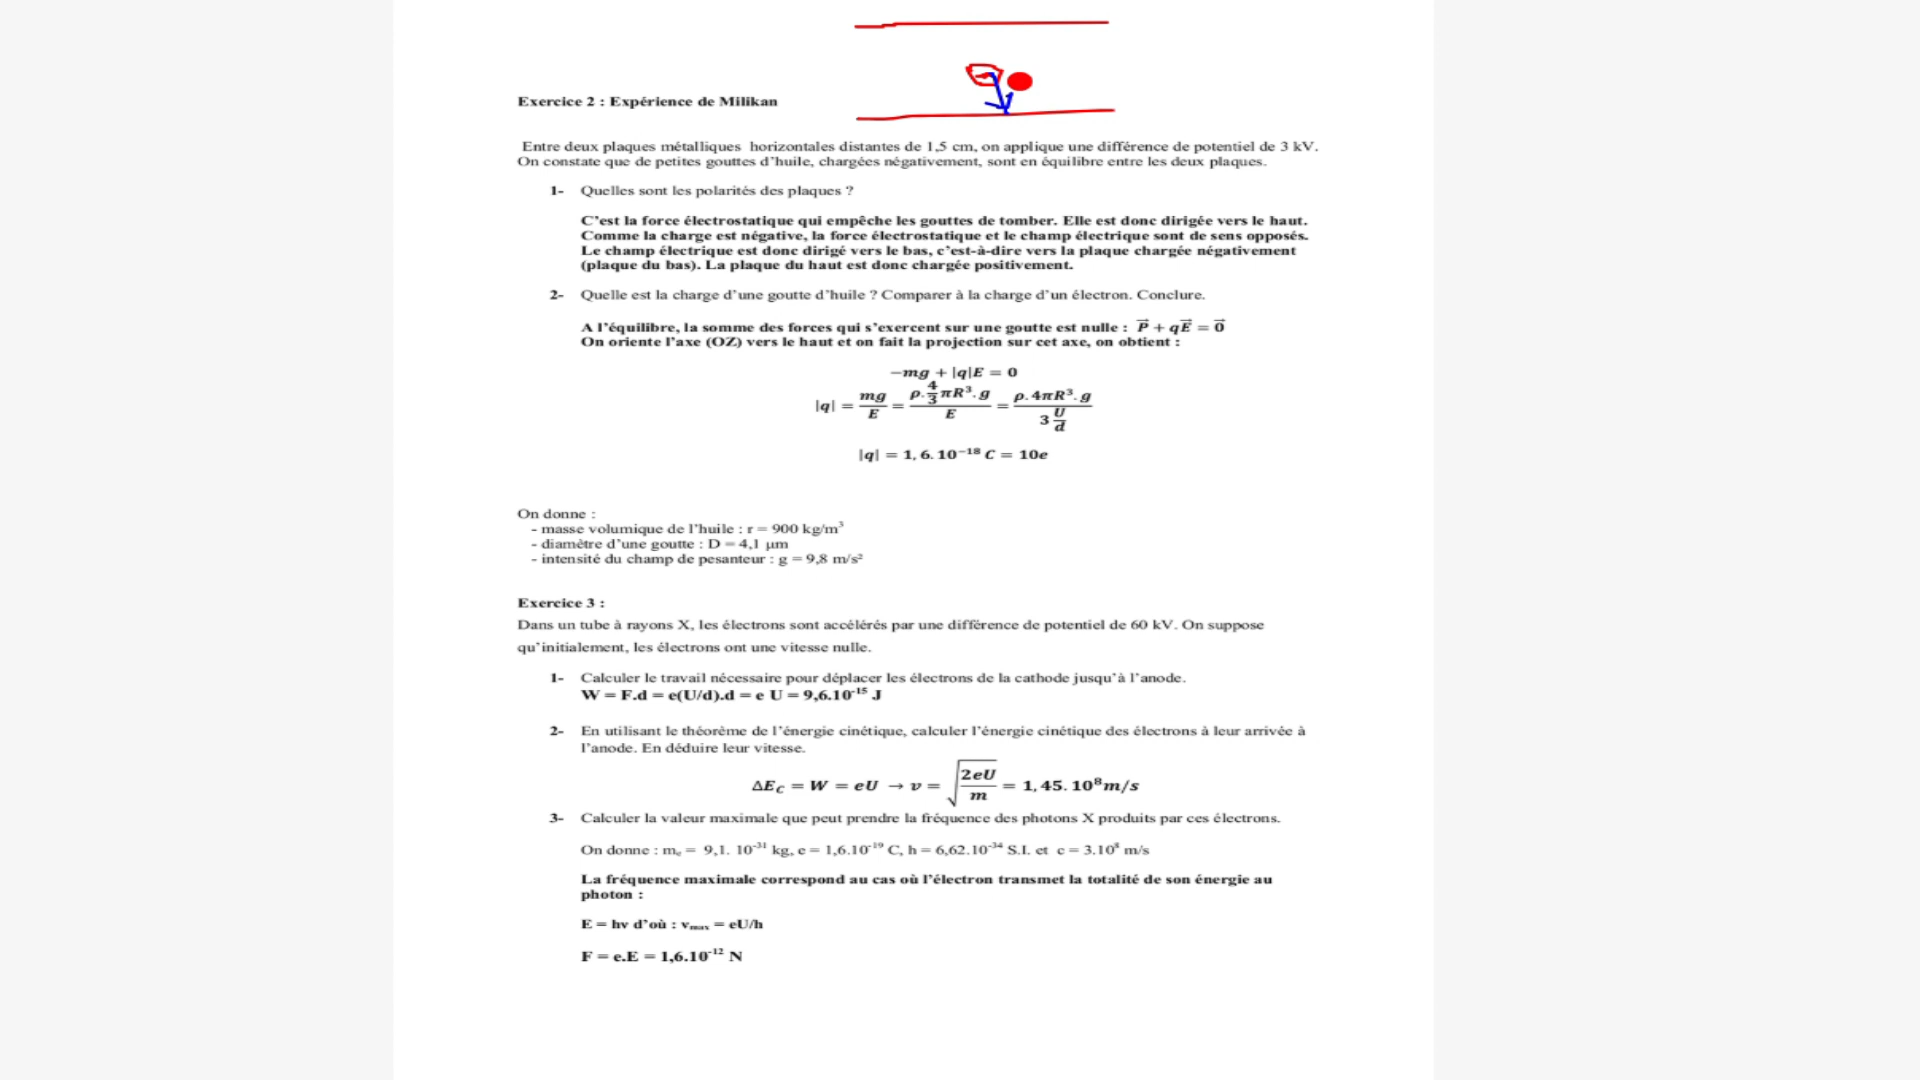 Exercice 2 : Expérience de Milikan
Entre deux plaques métalliques horizontales distantes de 1,5 cm, on applique une différence de potentiel de 3 kV.
On constate que de petites gouttes d'huile, chargées négativement, sont en équilibre entre les deux plaques.
1- Quelles sont les polarités des plaques ?
C'est la force électrostatique qui empêche les gouttes de tomber. Elle est donc dirigée vers le haut.
Comme la charge est négative, la force électrostatique et le champ électrique sont de sens opposés.
Le champ électrique est donc dirigé vers le bas, c'est-à-dire vers la plaque chargée négativement
(plaque du bas). La plaque du haut est donc chargée positivement.
2- Quelle est la charge d'une goutte d'huile ? Comparer à la charge d'un électron. Conclure.
A l'équilibre, la somme des forces qui s'exercent sur une goutte est nulle : P⃗ + qE⃗ = 0⃗
On oriente l'axe (OZ) vers le haut et on fait la projection sur cet axe, on obtient :
−mg + |q|E = 0
|q| = mg/E = (ρ.4/3 πR³.g)/E = (ρ.4πR³.g)/(3 U/d)
|q| = 1,6.10⁻¹⁸ C = 10e
On donne :
- masse volumique de l'huile : r = 900 kg/m³
- diamètre d'une goutte : D = 4,1 µm
- intensité du champ de pesanteur : g = 9,8 m/s²
Exercice 3 :
Dans un tube à rayons X, les électrons sont accélérés par une différence de potentiel de 60 kV. On suppose
qu'initialement, les électrons ont une vitesse nulle.
1- Calculer le travail nécessaire pour déplacer les électrons de la cathode jusqu'à l'anode.
W = F.d = e(U/d).d = e U = 9,6.10⁻¹⁵ J
2- En utilisant le théorème de l'énergie cinétique, calculer l'énergie cinétique des électrons à leur arrivée à
l'anode. En déduire leur vitesse.
ΔE_C = W = eU → v = √(2eU/m) = 1,45.10⁸m/s
3- Calculer la valeur maximale que peut prendre la fréquence des photons X produits par ces électrons.
On donne : mₑ = 9,1. 10⁻³¹ kg, e = 1,6.10⁻¹⁹ C, h = 6,62.10⁻³⁴ S.I. et c = 3.10⁸ m/s
La fréquence maximale correspond au cas où l'électron transmet la totalité de son énergie au
photon :
E = hν d'où : ν_max = eU/h
F = e.E = 1,6.10⁻¹² N